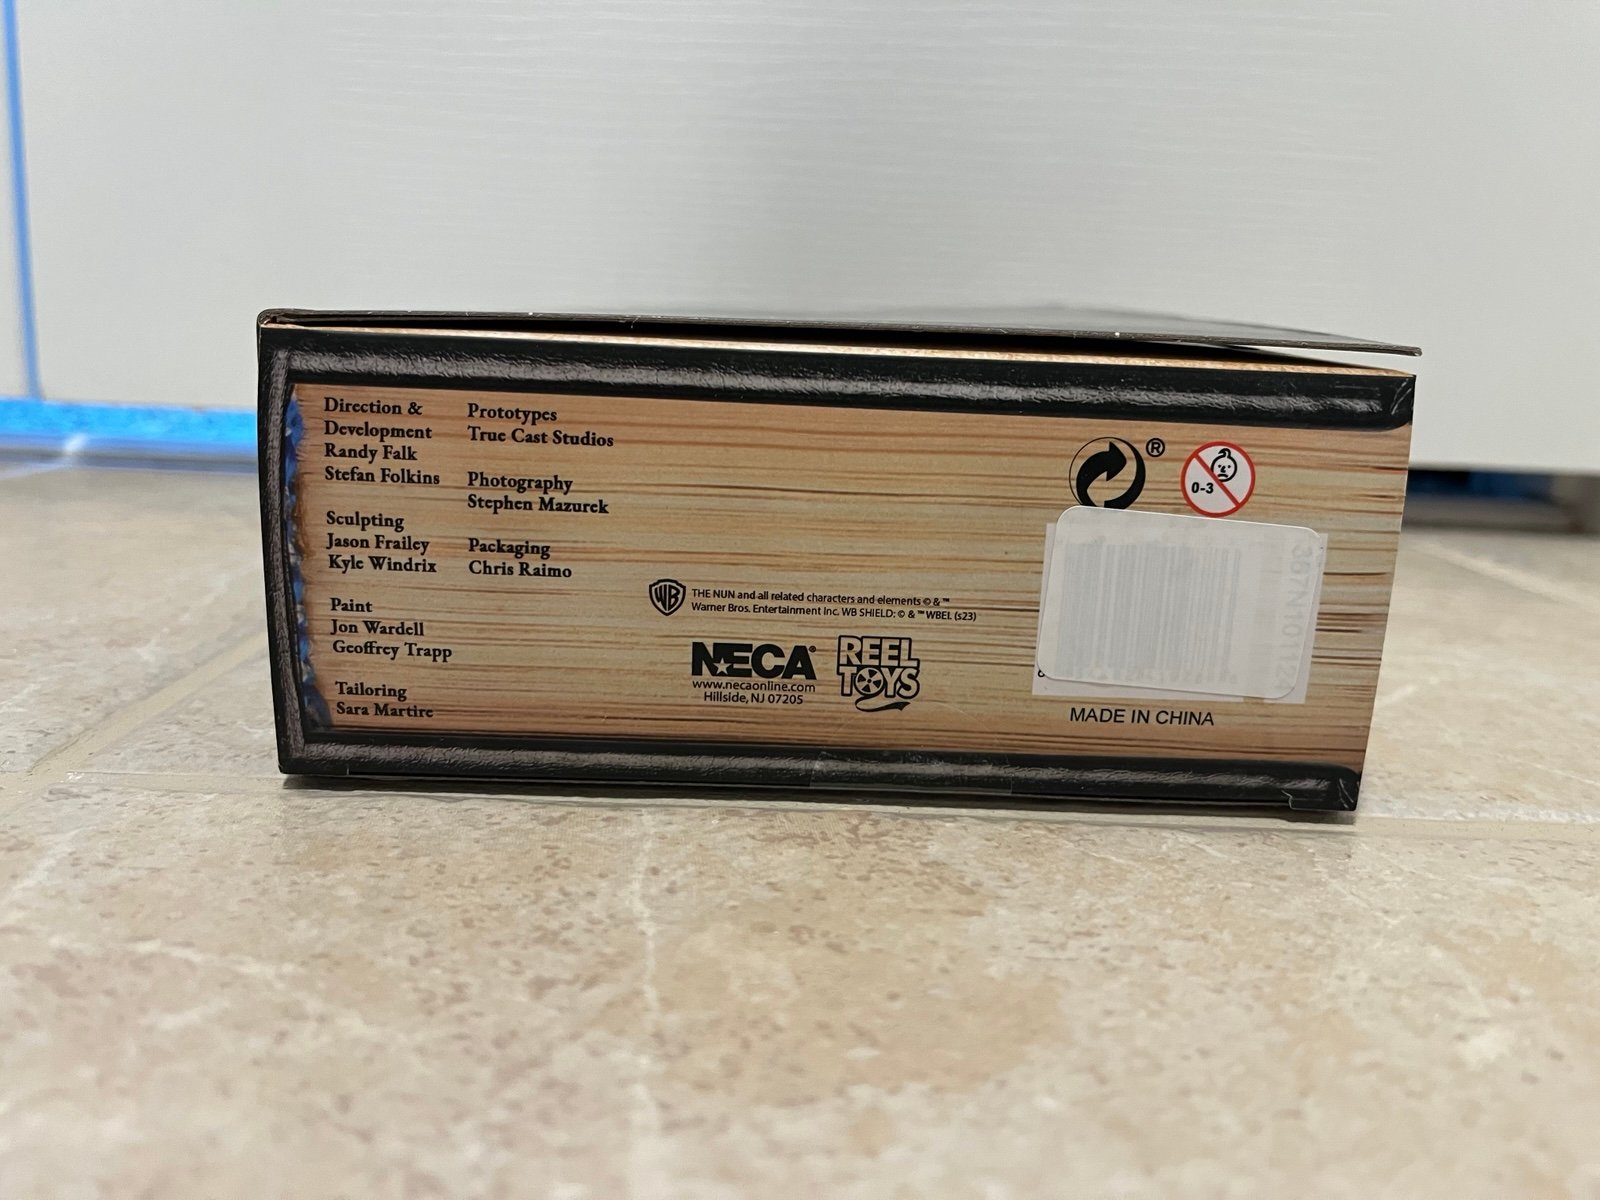 Direction &
Development
Randy Falk
Stefan Folkins
Sculpting
Jason Frailey
Kyle Windrix
Paint
Jon Wardell
Geoffrey Trapp
Tailoring
Sara Martire
Prototypes
True Cast Studios
Photography
Stephen Mazurek
Packaging
Chris Raimo
WB
THE NUN and all related characters and elements © & ™
Warner Bros. Entertainment Inc. WB SHIELD: © & ™ WBEI. (s23)
NECA®
www.necaonline.com
Hillside, NJ 07205
REEL
TOYS
®
0-3
MADE IN CHINA